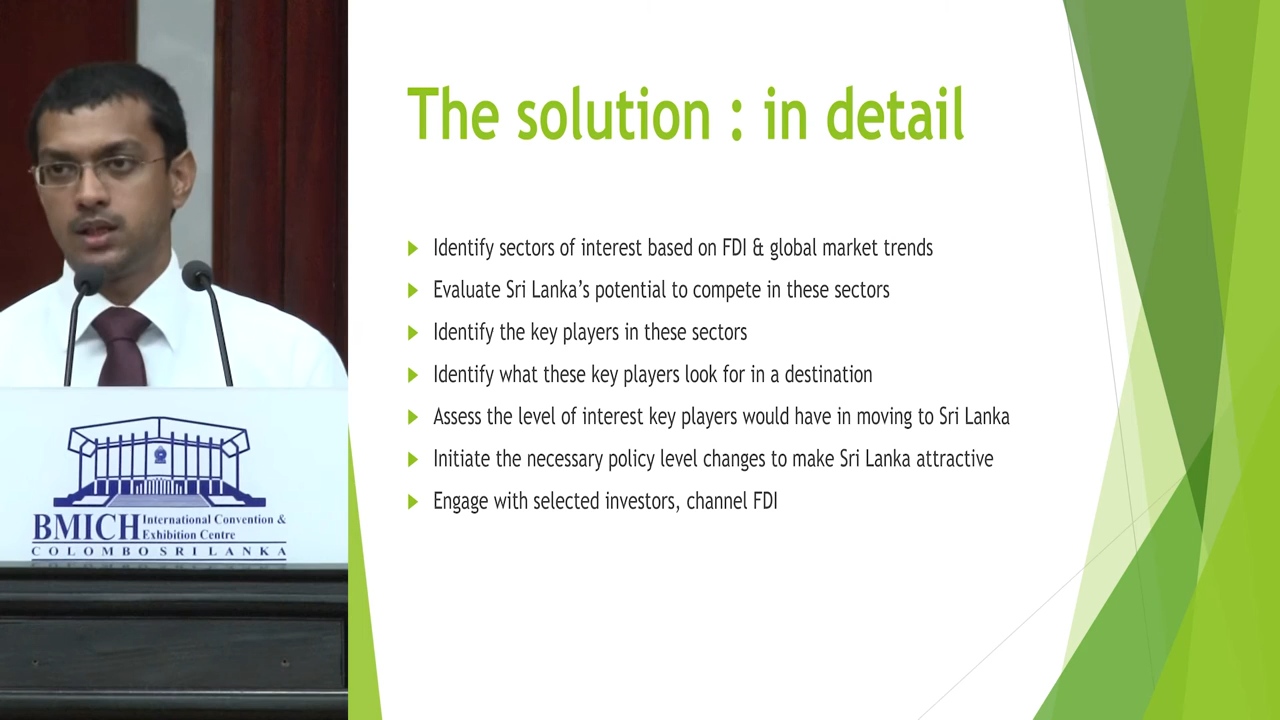 The solution : in detail
Identify sectors of interest based on FDI & global market trends
Evaluate Sri Lanka's potential to compete in these sectors
Identify the key players in these sectors
Identify what these key players look for in a destination
Assess the level of interest key players would have in moving to Sri Lanka
Initiate the necessary policy level changes to make Sri Lanka attractive
Engage with selected investors, channel FDI
BMICH International Convention &
Exhibition Centre
COLOMBO SRI LANKA